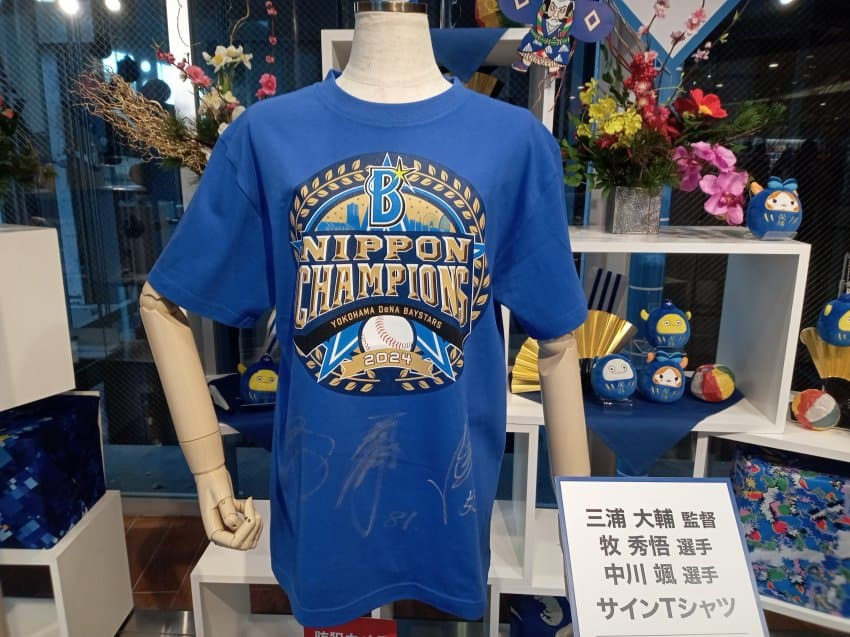 B
NIPPON
CHAMPIONS
YOKOHAMA DeNA BAYSTARS
2024
81
三浦 大輔 監督
牧 秀悟 選手
中川 颯 選手
サインTシャツ